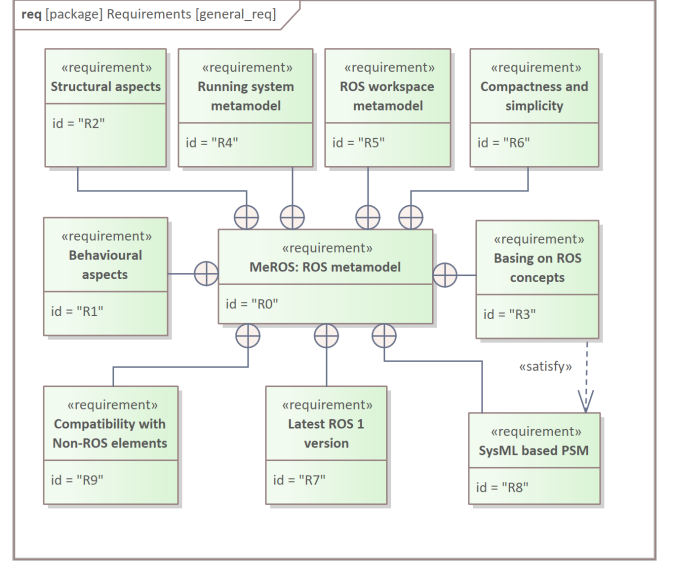 req [package] Requirements [general_req]
«requirement»
Structural aspects
id = "R2"
«requirement»
Running system
metamodel
id = "R4"
«requirement»
ROS workspace
metamodel
id = "R5"
«requirement»
Compactness and
simplicity
id = "R6"
«requirement»
Behavioural
aspects
id = "R1"
«requirement»
MeROS: ROS metamodel
id = "R0"
«requirement»
Basing on ROS
concepts
id = "R3"
«satisfy»
«requirement»
Compatibility with
Non-ROS elements
id = "R9"
«requirement»
Latest ROS 1
version
id = "R7"
«requirement»
SysML based PSM
id = "R8"